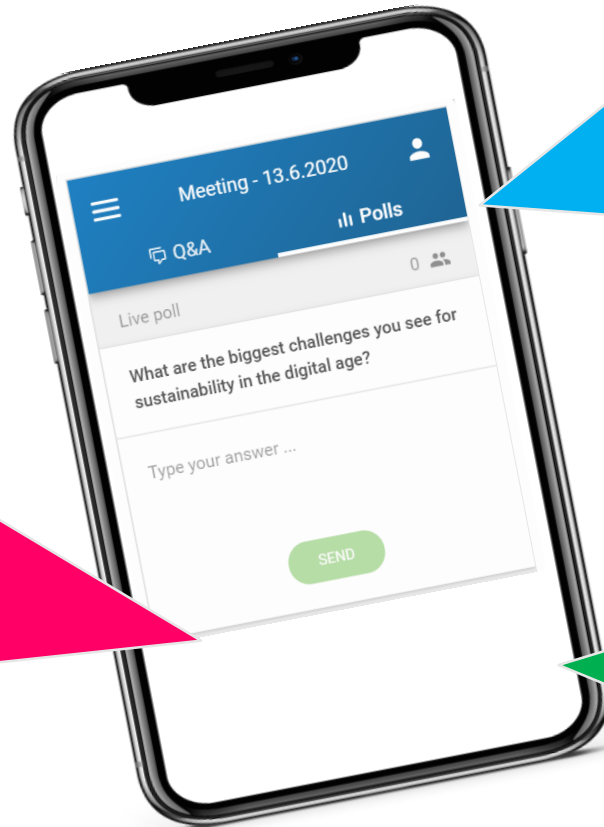 Meeting - 13.6.2020
Q&A
Polls
Live poll
0
What are the biggest challenges you see for
sustainability in the digital age?
Type your answer ...
SEND